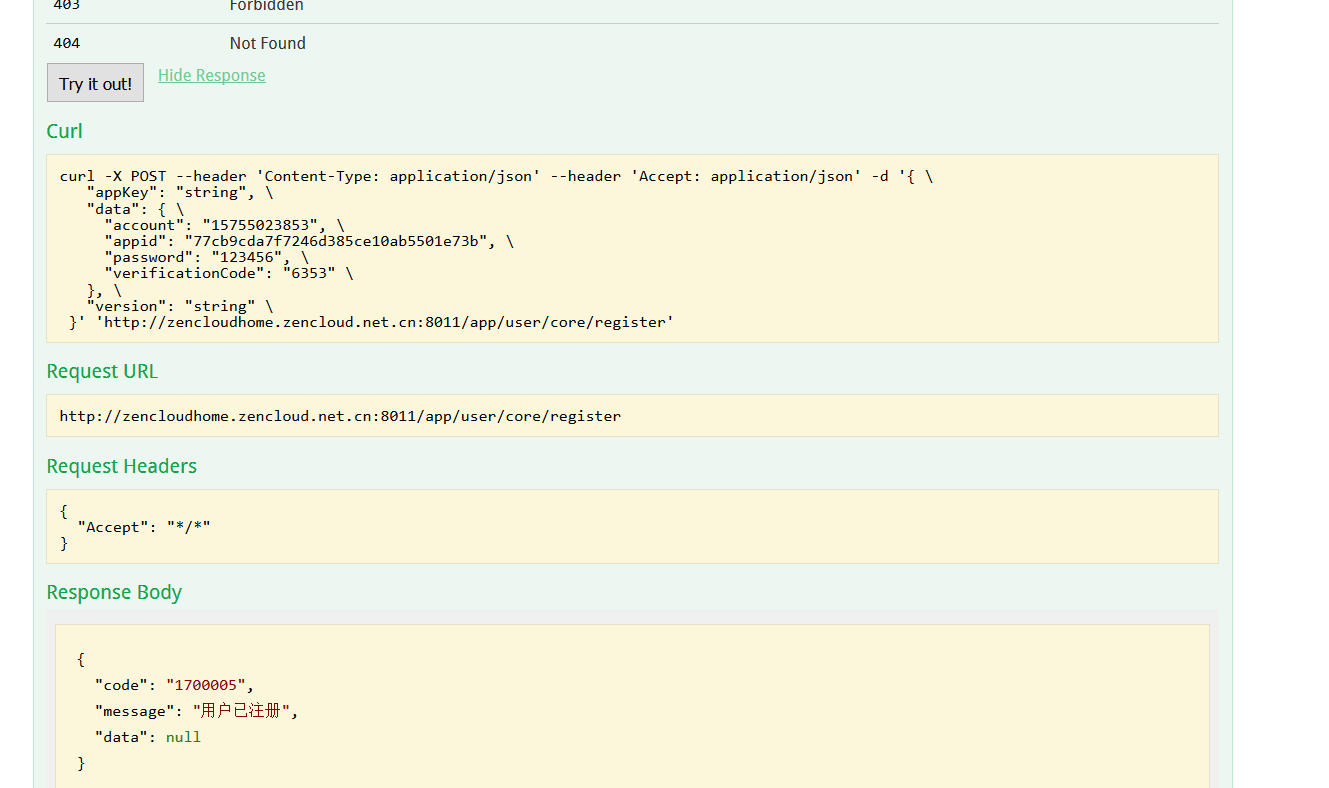 403 Forbidden
404 Not Found
Try it out! Hide Response
Curl
curl -X POST --header 'Content-Type: application/json' --header 'Accept: application/json' -d '{ \
"appKey": "string", \
"data": { \
"account": "15755023853", \
"appid": "77cb9cda7f7246d385ce10ab5501e73b", \
"password": "123456", \
"verificationCode": "6353" \
}, \
"version": "string" \
}' 'http://zencloudhome.zencloud.net.cn:8011/app/user/core/register'
Request URL
http://zencloudhome.zencloud.net.cn:8011/app/user/core/register
Request Headers
{
"Accept": "*/*"
}
Response Body
{
"code": "1700005",
"message": "用户已注册",
"data": null
}